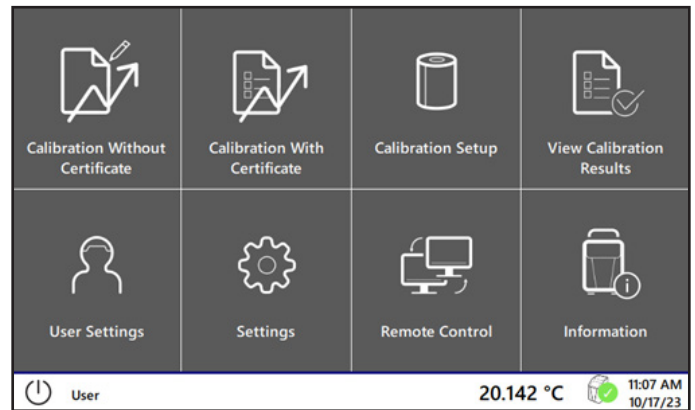 Calibration Without
Certificate
Calibration With
Certificate
Calibration Setup
View Calibration
Results
User Settings
Settings
Remote Control
Information
User
20.142 °C
11:07 AM
10/17/23